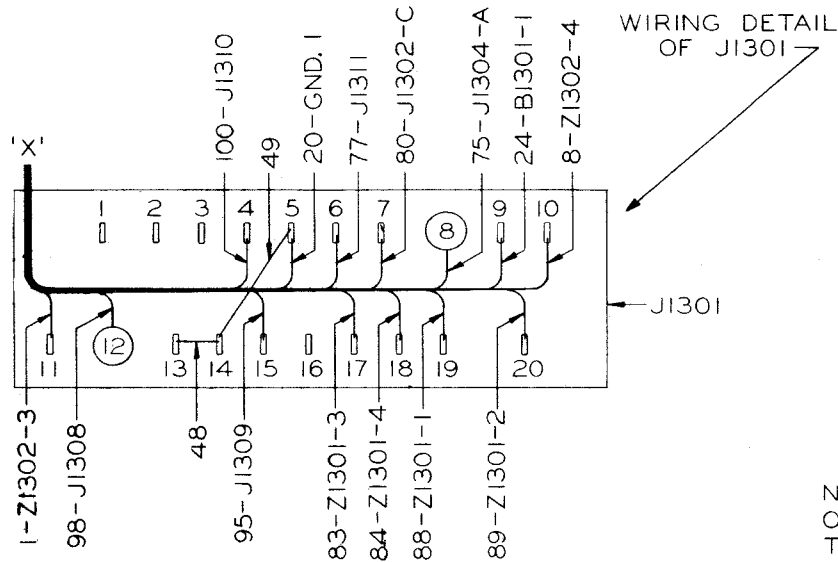 WIRING DETAIL
OF J1301
'X'
100-J1310
49
20-GND.1
77-J1311
80-J1302-C
75-J1304-A
24-B1301-1
8-Z1302-4
1
2
3
4
5
6
7
8
9
10
J1301
11
12
13
14
15
16
17
18
19
20
1-Z1302-3
98-J1308
48
95-J1309
83-Z1301-3
84-Z1301-4
88-Z1301-1
89-Z1301-2
N
O
T